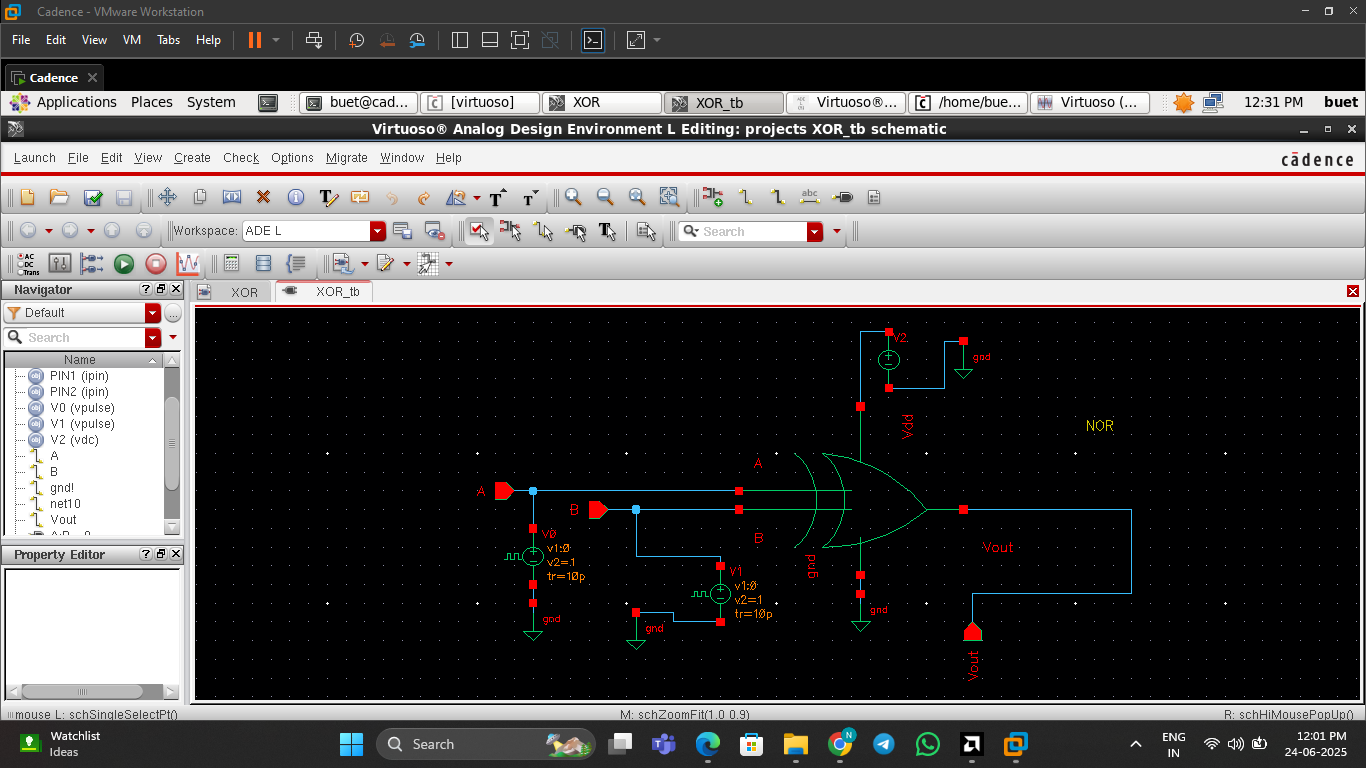 Cadence - VMware Workstation
File Edit View VM Tabs Help
Cadence
Applications Places System buet@cad... [virtuoso] XOR XOR_tb Virtuoso®... /home/bue... Virtuoso (... 12:31 PM buet
Virtuoso® Analog Design Environment L Editing: projects XOR_tb schematic
Launch File Edit View Create Check Options Migrate Window Help cādence
T T T abc
Workspace: ADE L T Search
AC
DC
Trans
Navigator ?
XOR XOR_tb
Default ...
Search
Name
PIN1 (ipin)
PIN2 (ipin)
V0 (vpulse)
V1 (vpulse)
V2 (vdc)
A
B
gnd!
net10
Vout
Property Editor ?
V2
gnd
Vdd
NOR
A
A
B
B
V0
v1:0
v2=:1
tr=10p
gnd
V1
v1:0
v2=:1
tr=10p
gnd
gnd
gnd
Vout
Vout
mouse L: schSingleSelectPt() M: schZoomFit(1.0 0.9) R: schHiMousePopUp()
Watchlist
Ideas
Search
N
ENG
IN
12:01 PM
24-06-2025